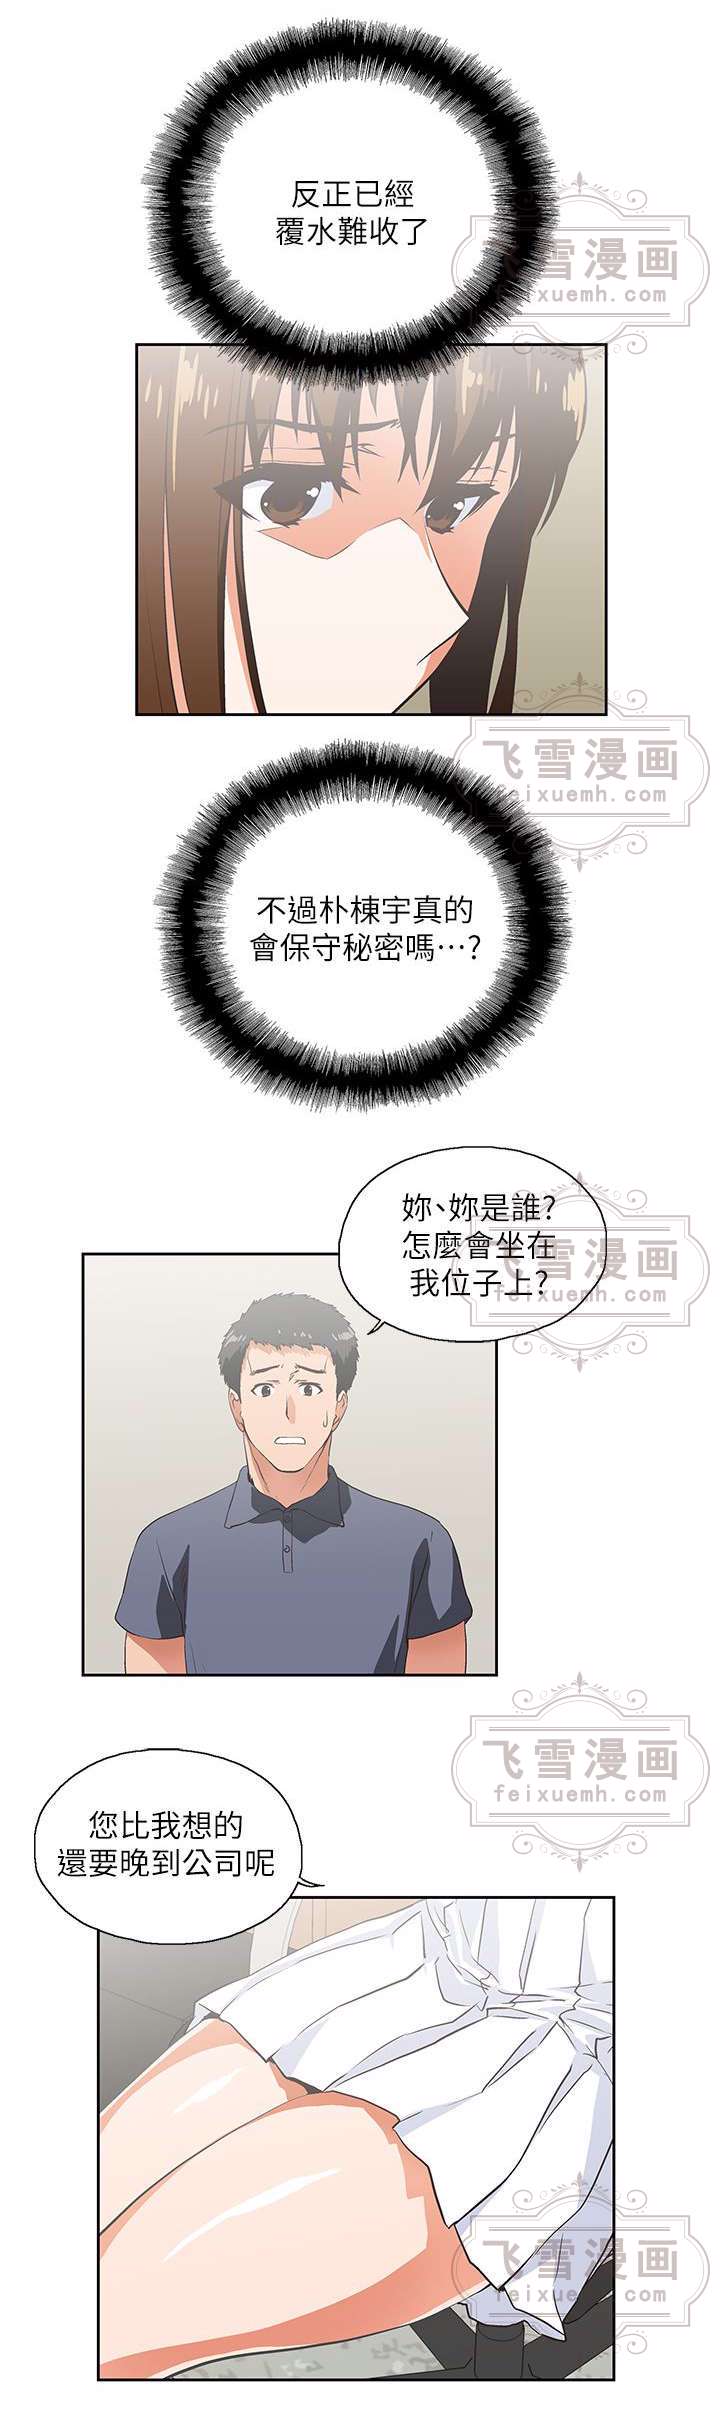 反正已經
覆水難收了
飞雪漫画
feixuemh.com
飞雪漫画
feixuemh.com
不過朴棟宇真的
會保守秘密嗎…?
妳、妳是誰?
怎麼會坐在
我位子上?
飞雪漫画
feixuemh.com
飞雪漫画
feixuemh.com
您比我想的
還要晚到公司呢
飞雪漫画
feixuemh.com